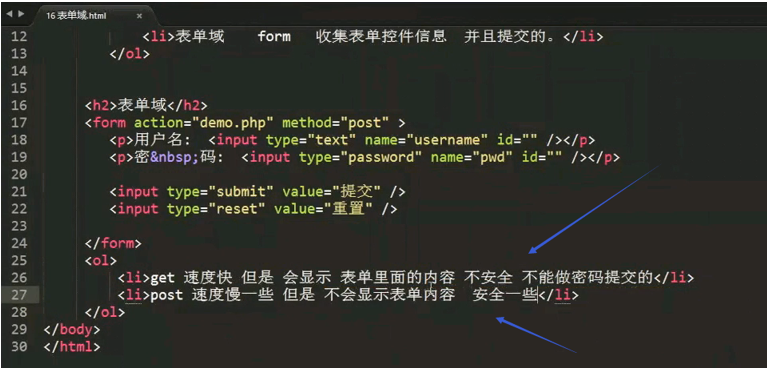 16 表单域.html ×
12 <li>表单域 form 收集表单控件信息 并且提交的。</li>
13 </ol>
14
15
16 <h2>表单域</h2>
17 <form action="demo.php" method="post" >
18 <p>用户名: <input type="text" name="username" id="" /></p>
19 <p>密&nbsp;码: <input type="password" name="pwd" id="" /></p>
20
21 <input type="submit" value="提交" />
22 <input type="reset" value="重置" />
23
24 </form>
25 <ol>
26 <li>get 速度快 但是 会显示 表单里面的内容 不安全 不能做密码提交的</li>
27 <li>post 速度慢一些 但是 不会显示表单内容 安全一些</li>
28 </ol>
29 </body>
30 </html>